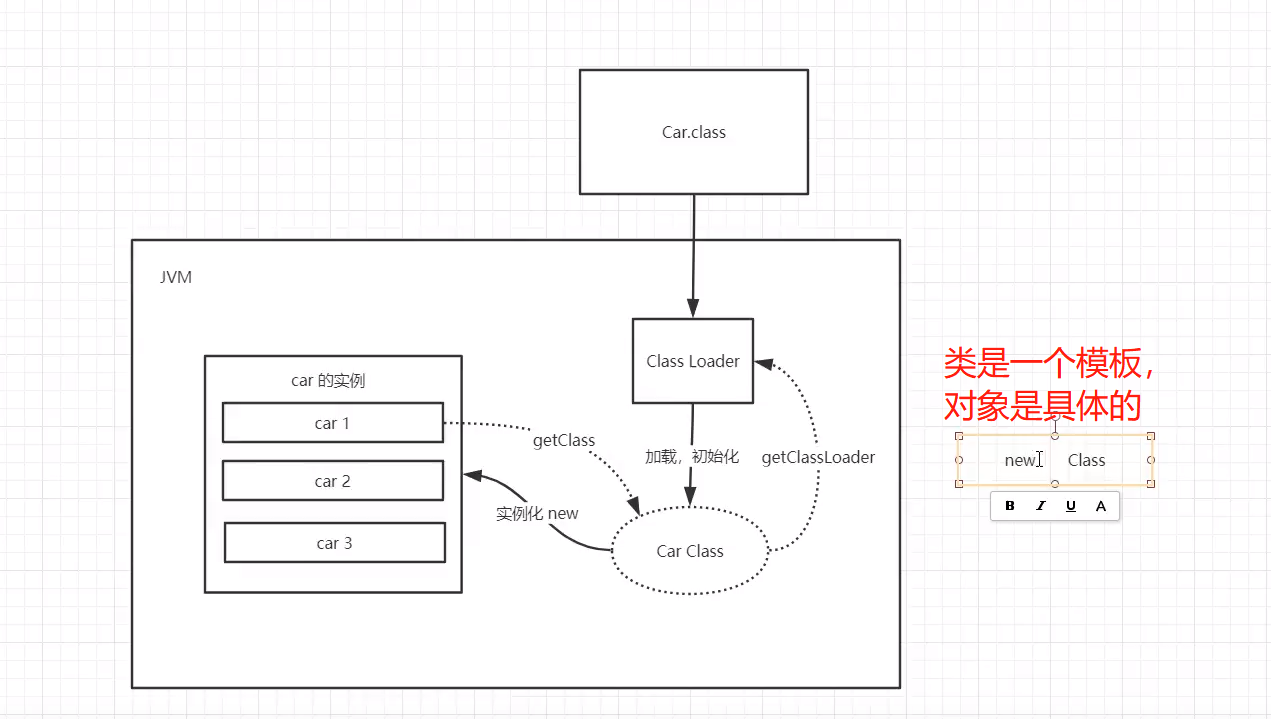 Car.class
JVM
Class Loader
类是一个模板，
对象是具体的
car 的实例
car 1
getClass
加载，初始化
getClassLoader
new Class
car 2
实例化 new
B I U A
car 3
Car Class